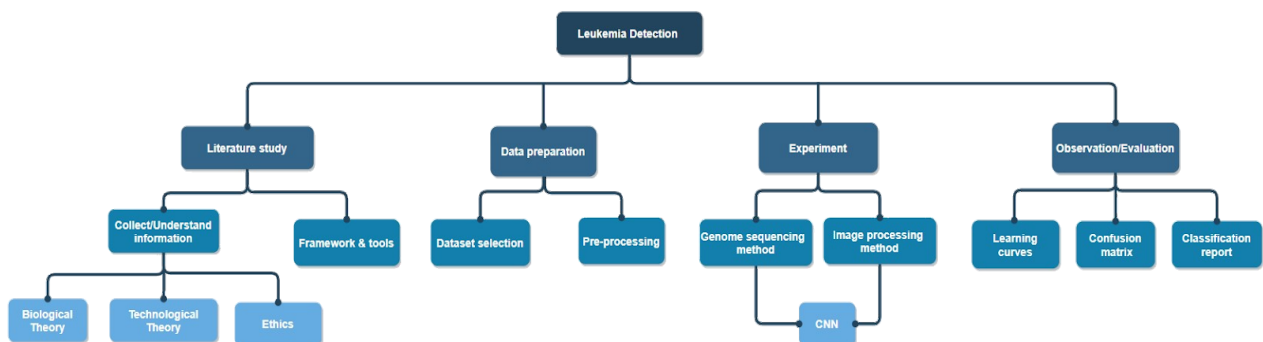 Leukemia Detection
Literature study
Data preparation
Experiment
Observation/Evaluation
Collect/Understand
information
Framework & tools
Dataset selection
Pre-processing
Genome sequencing
method
Image processing
method
Learning
curves
Confusion
matrix
Classification
report
Biological
Theory
Technological
Theory
Ethics
CNN